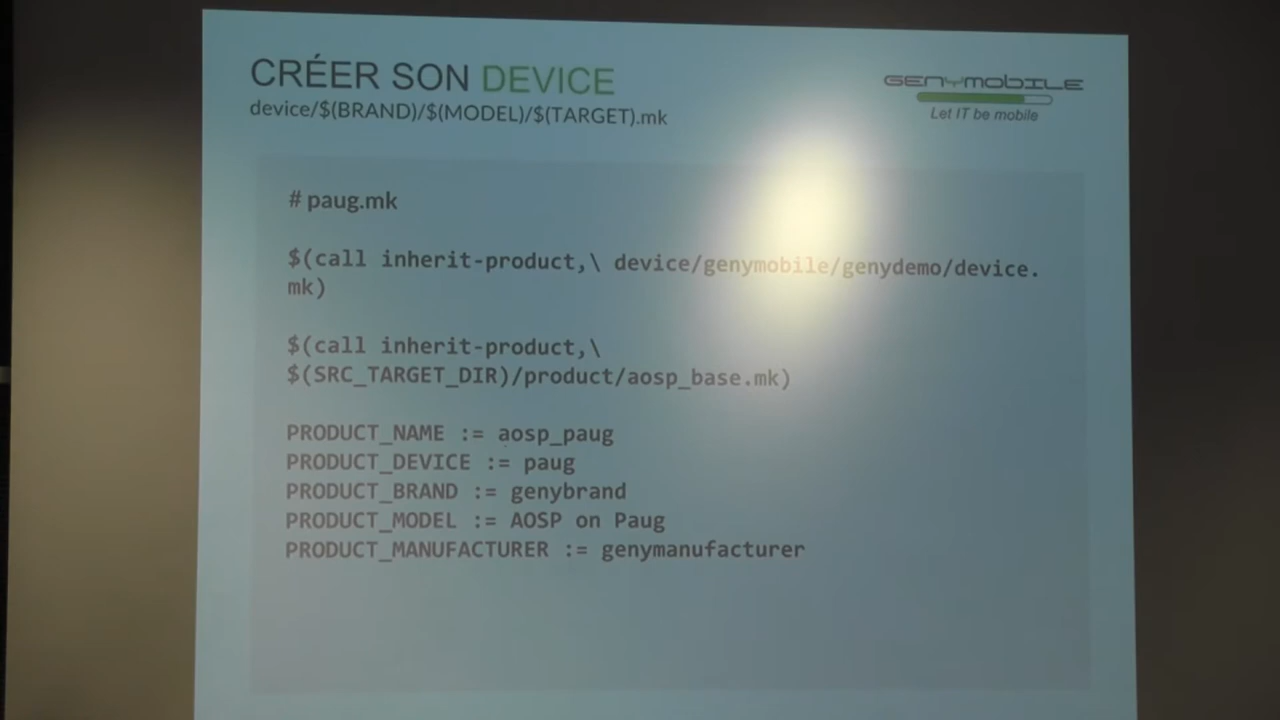 CRÉER SON DEVICE
device/$(BRAND)/$(MODEL)/$(TARGET).mk
GENYMOBILE
Let IT be mobile
# paug.mk
$(call inherit-product,\ device/genymobile/genydemo/device.
mk)
$(call inherit-product,\
$(SRC_TARGET_DIR)/product/aosp_base.mk)
PRODUCT_NAME := aosp_paug
PRODUCT_DEVICE := paug
PRODUCT_BRAND := genybrand
PRODUCT_MODEL := AOSP on Paug
PRODUCT_MANUFACTURER := genymanufacturer